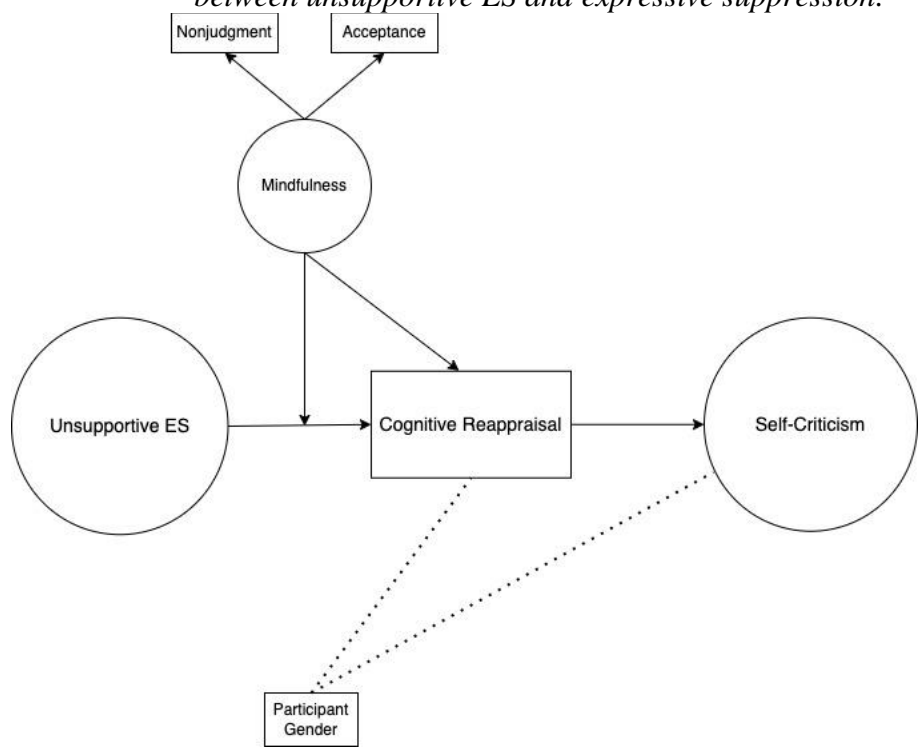 between unsupportive ES and expressive suppression.
Nonjudgment
Acceptance
Mindfulness
Unsupportive ES
Cognitive Reappraisal
Self-Criticism
Participant
Gender